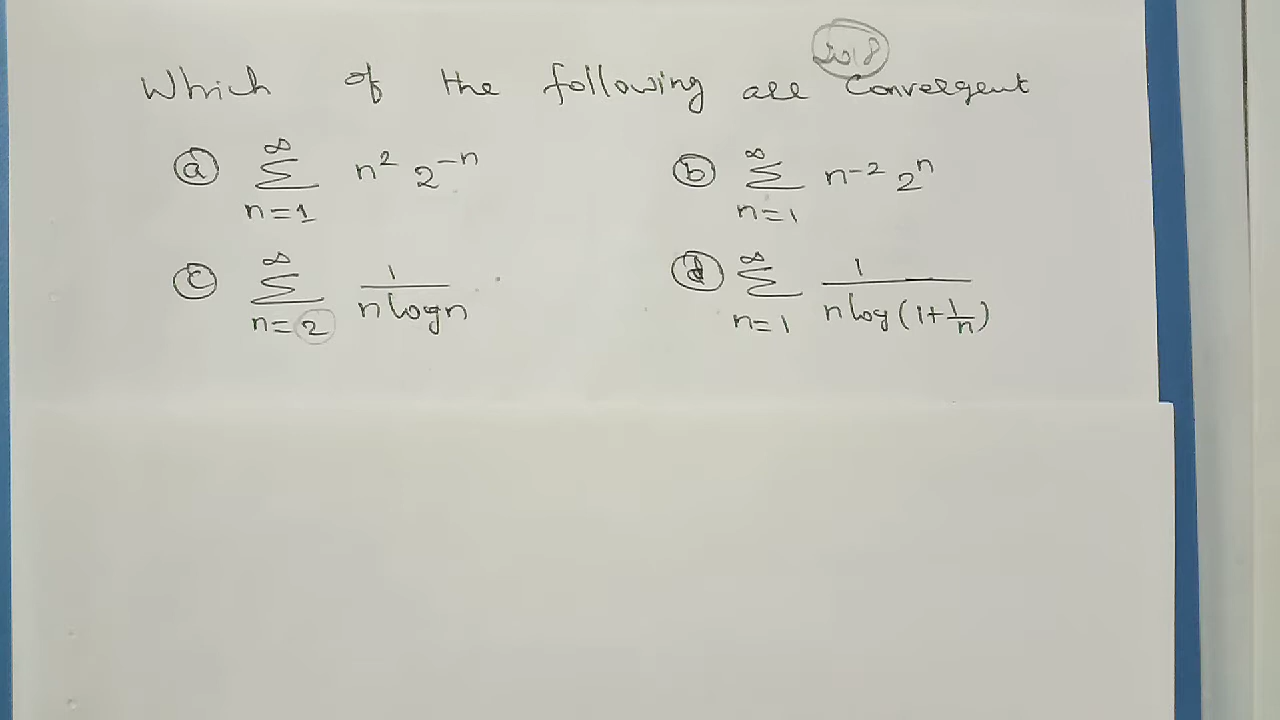 2018
Which of the following are Convergent
ⓐ ∞∑n=1 n² 2⁻ⁿ ⓑ ∞∑n=1 n⁻² 2ⁿ
ⓒ ∞∑n=2 1/(n log n) ⓓ ∞∑n=1 1/(n log(1+1/n))